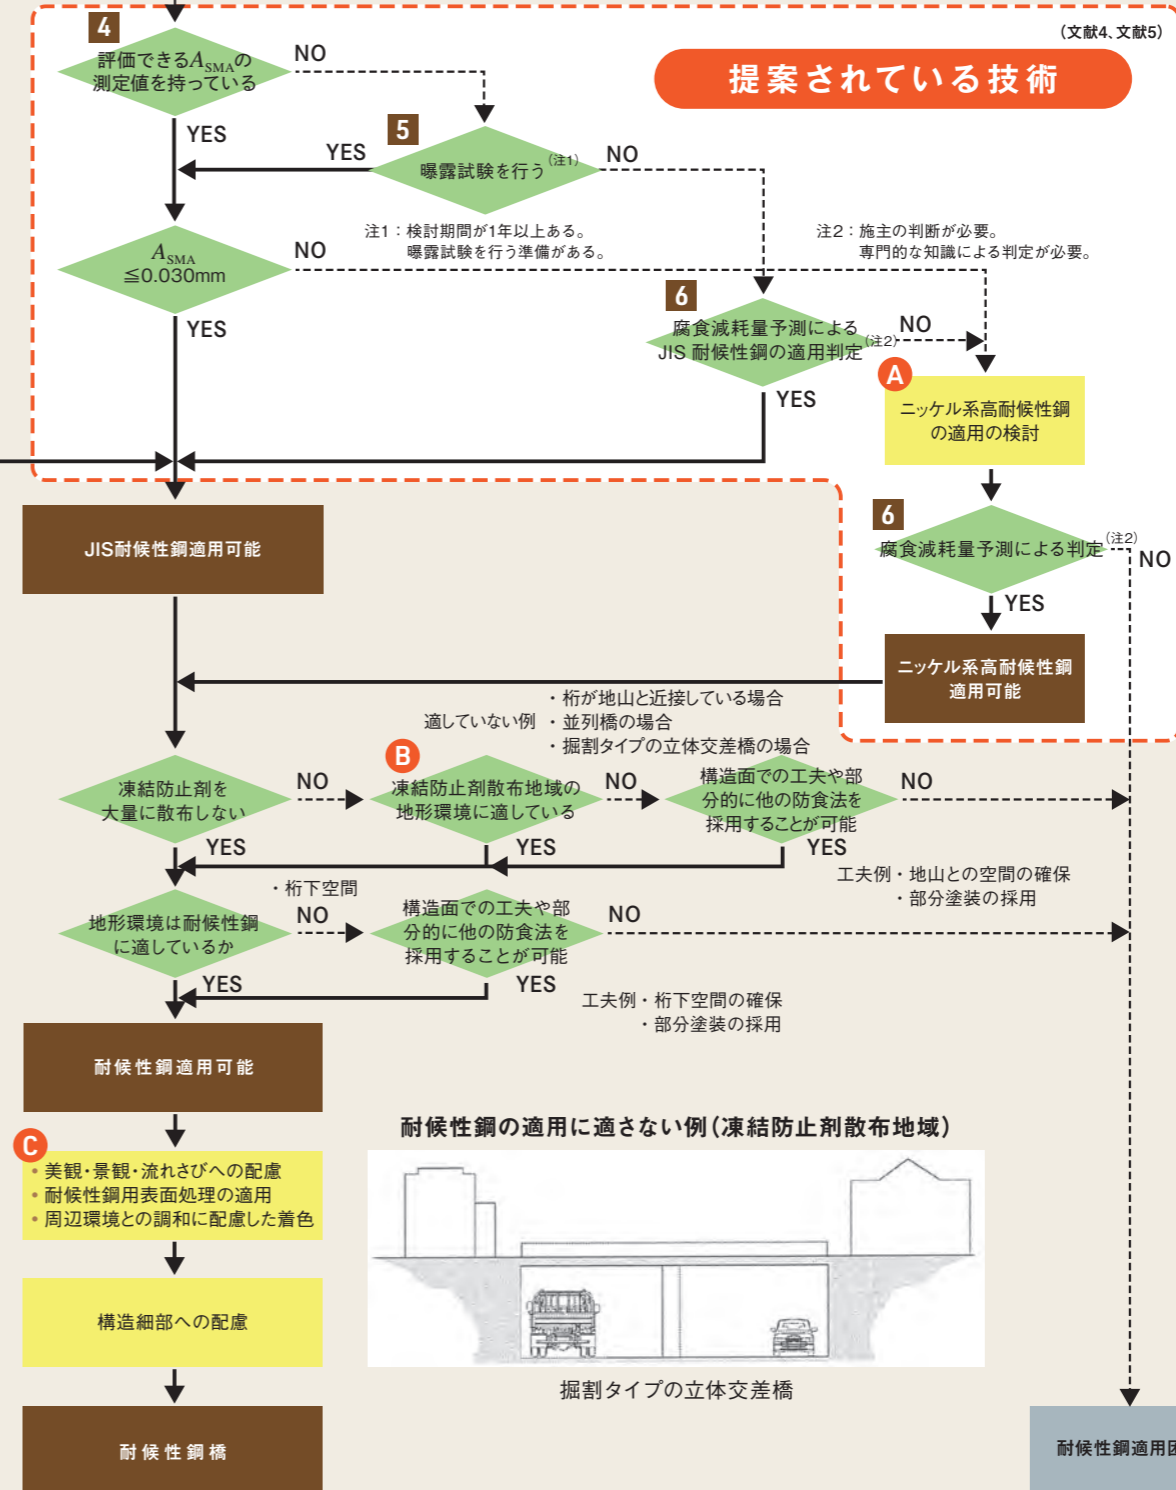 (文献4、文献5)
提案されている技術
4
評価できるA_SMAの
測定値を持っている
NO
YES
5
曝露試験を行う(注1)
YES
NO
注1：検討期間が1年以上ある。
曝露試験を行う準備がある。
注2：施主の判断が必要。
専門的な知識による判定が必要。
A_SMA
≦0.030mm
NO
YES
6
腐食減耗量予測による
JIS 耐候性鋼の適用判定(注2)
NO
YES
A
ニッケル系高耐候性鋼
の適用の検討
6
腐食減耗量予測による判定(注2)
NO
YES
ニッケル系高耐候性鋼
適用可能
JIS耐候性鋼適用可能
適していない例
・桁が地山と近接している場合
・並列橋の場合
・掘割タイプの立体交差橋の場合
凍結防止剤を
大量に散布しない
NO
YES
B
凍結防止剤散布地域の
地形環境に適している
NO
YES
構造面での工夫や部
分的に他の防食法を
採用することが可能
NO
YES
工夫例・地山との空間の確保
・部分塗装の採用
地形環境は耐候性鋼
に適しているか
・桁下空間
NO
YES
構造面での工夫や部
分的に他の防食法を
採用することが可能
NO
YES
工夫例・桁下空間の確保
・部分塗装の採用
耐候性鋼適用可能
C
• 美観・景観・流れさびへの配慮
• 耐候性鋼用表面処理の適用
• 周辺環境との調和に配慮した着色
構造細部への配慮
耐候性鋼橋
耐候性鋼の適用に適さない例(凍結防止剤散布地域)
掘割タイプの立体交差橋
耐候性鋼適用困